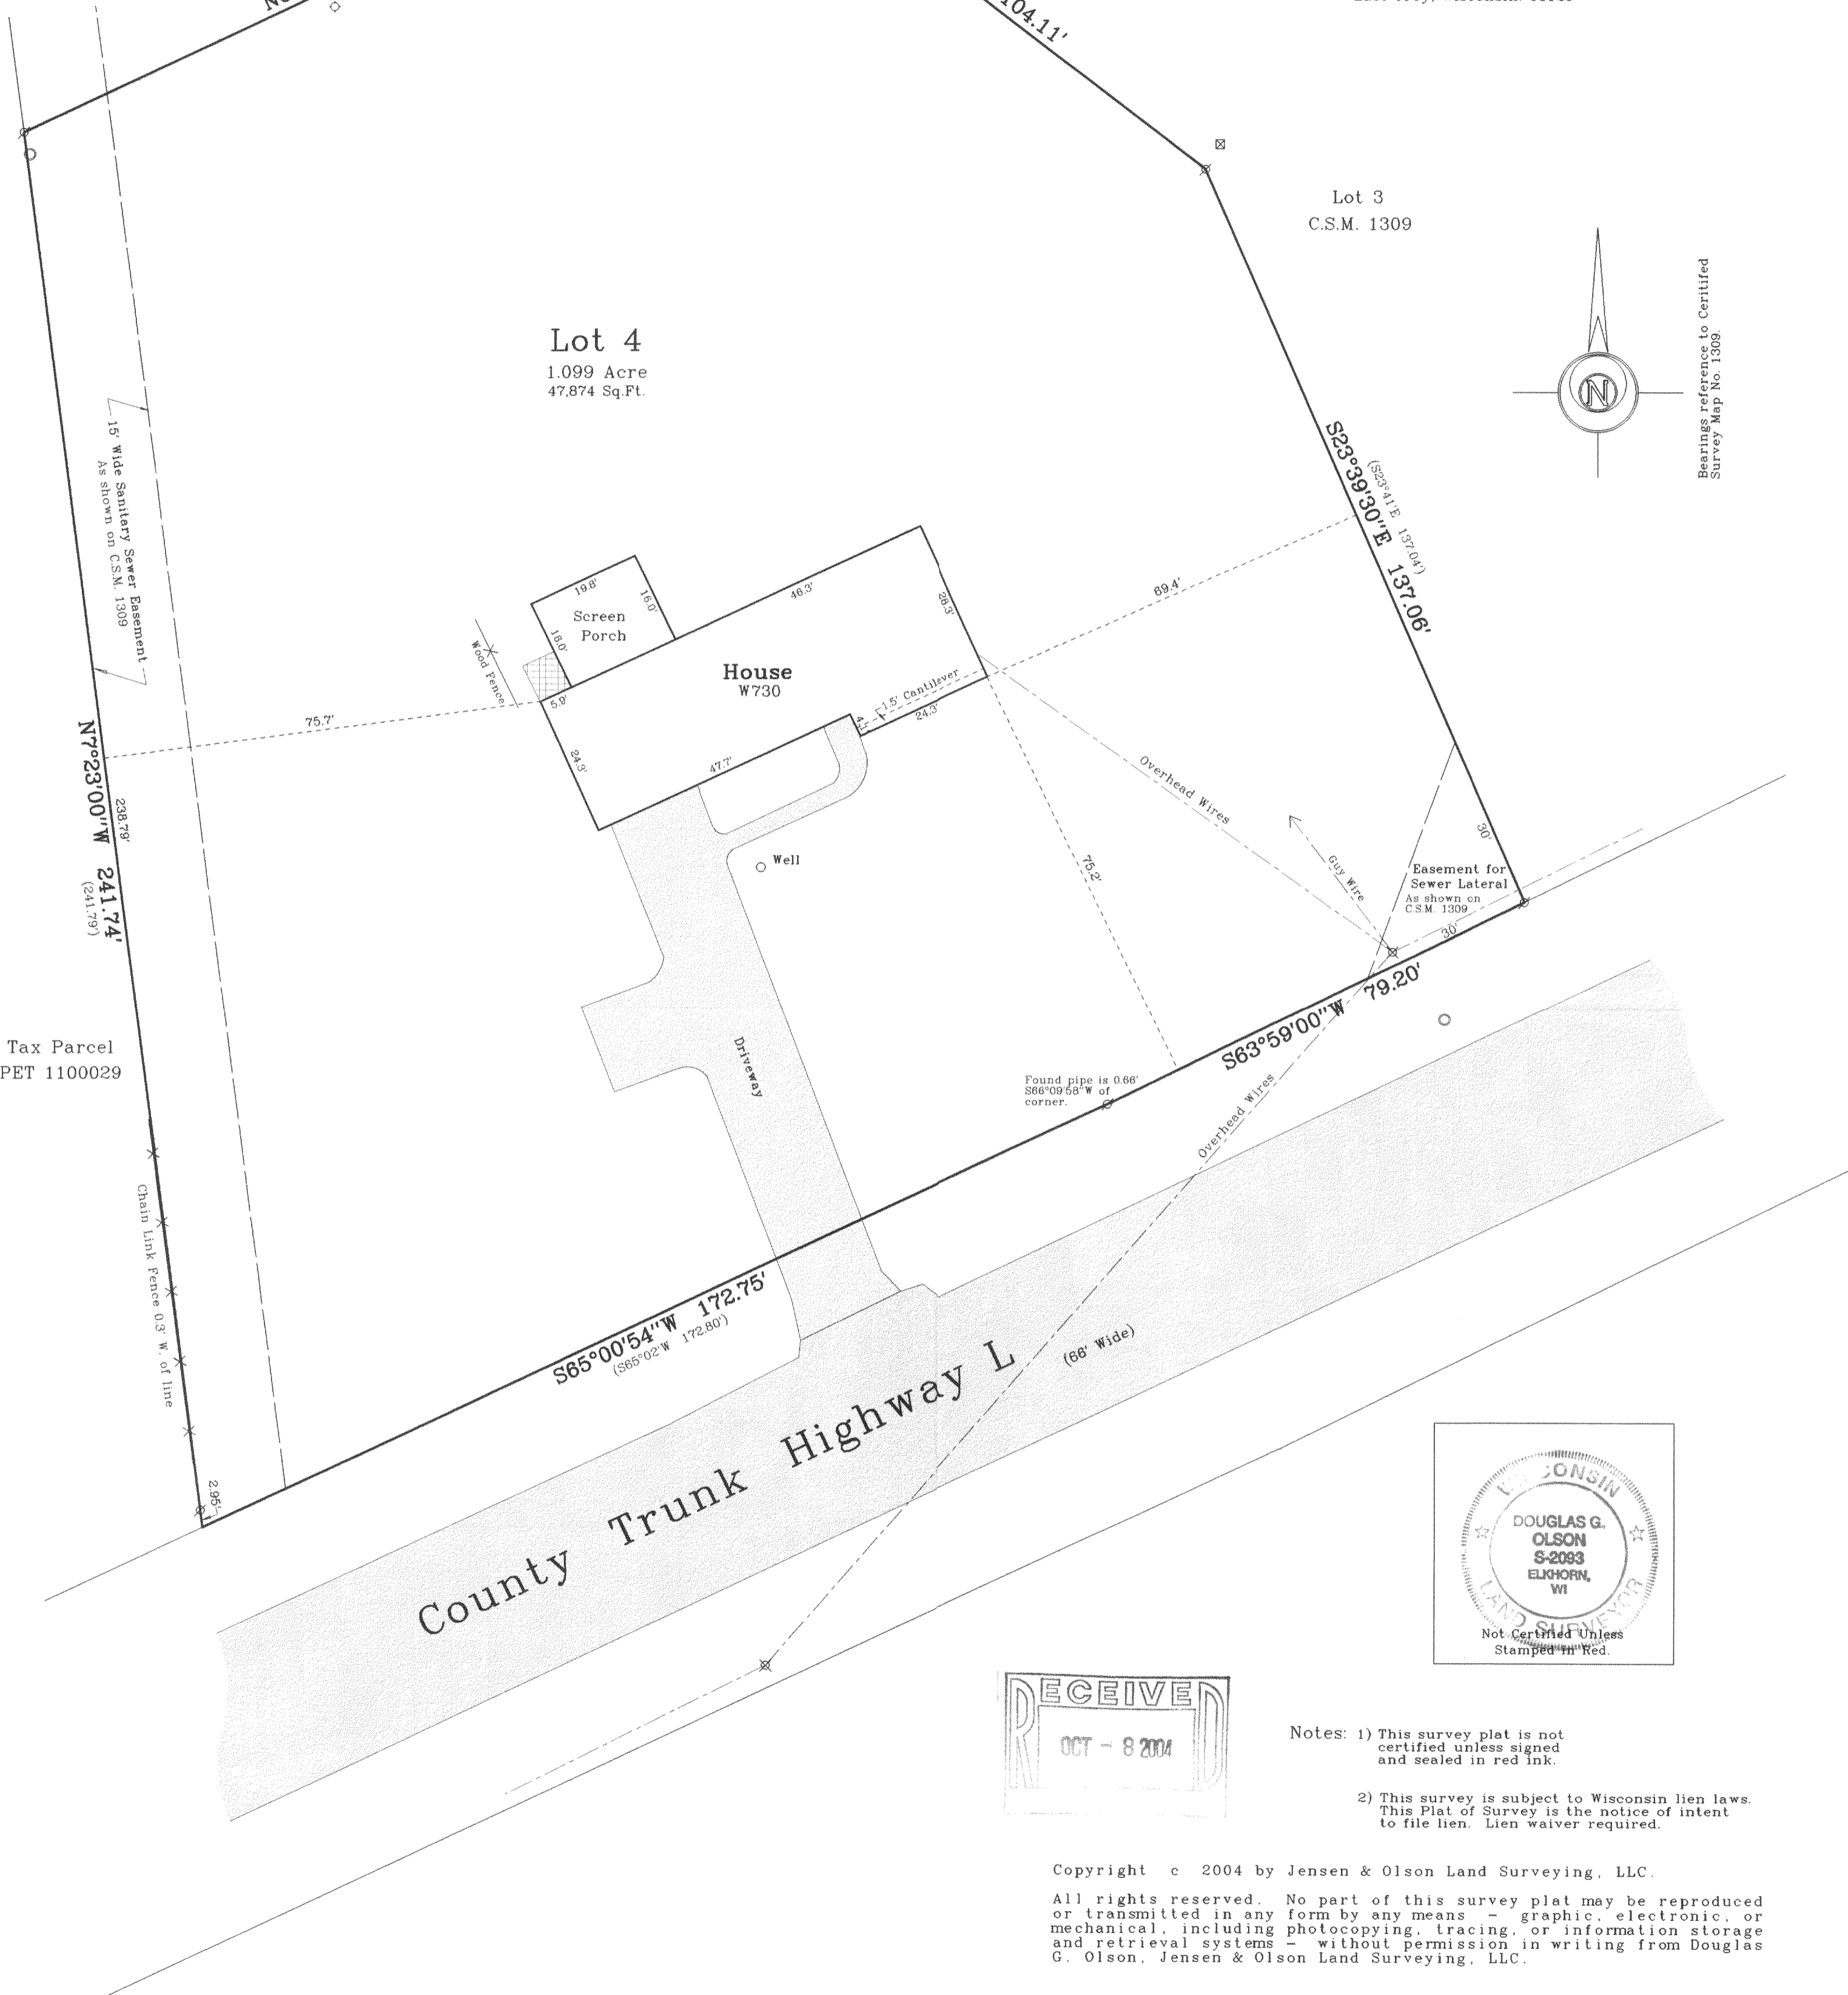 104.11'
Lot 3
C.S.M. 1309
Bearings reference to Ceritifed
Survey Map No. 1309.
N
Lot 4
1.099 Acre
47,874 Sq.Ft.
15' Wide Sanitary Sewer Easement
As shown on C.S.M. 1309
S23°39'30"E 137.06'
(S23°41'E 137.04')
19.8'
16.0'
16.0'
Screen
Porch
46.3'
28.3'
69.4'
Wood Fence
House
W730
5.9'
1.5' Cantilever
4.1'
24.3'
75.7'
24.3'
47.7'
N7°23'00"W 241.74'
(241.79')
238.79'
Overhead Wires
Well
75.2'
Guy Wire
30'
Easement for
Sewer Lateral
As shown on
C.S.M. 1309
30'
S63°59'00"W 79.20'
Tax Parcel
PET 1100029
Driveway
Found pipe is 0.66'
S66°09'58"W of
corner.
Overhead Wires
Chain Link Fence 0.3' W. of line
S65°00'54"W 172.75'
(S65°02'W 172.80')
2.95'
County Trunk Highway L
(66' Wide)
WISCONSIN
DOUGLAS G.
OLSON
S-2093
ELKHORN,
WI
LAND SURVEYOR
Not Certified Unless
Stamped in Red.
RECEIVED
OCT - 8 2004
Notes: 1) This survey plat is not
certified unless signed
and sealed in red ink.
2) This survey is subject to Wisconsin lien laws.
This Plat of Survey is the notice of intent
to file lien. Lien waiver required.
Copyright c 2004 by Jensen & Olson Land Surveying, LLC.
All rights reserved. No part of this survey plat may be reproduced
or transmitted in any form by any means - graphic, electronic, or
mechanical, including photocopying, tracing, or information storage
and retrieval systems - without permission in writing from Douglas
G. Olson, Jensen & Olson Land Surveying, LLC.